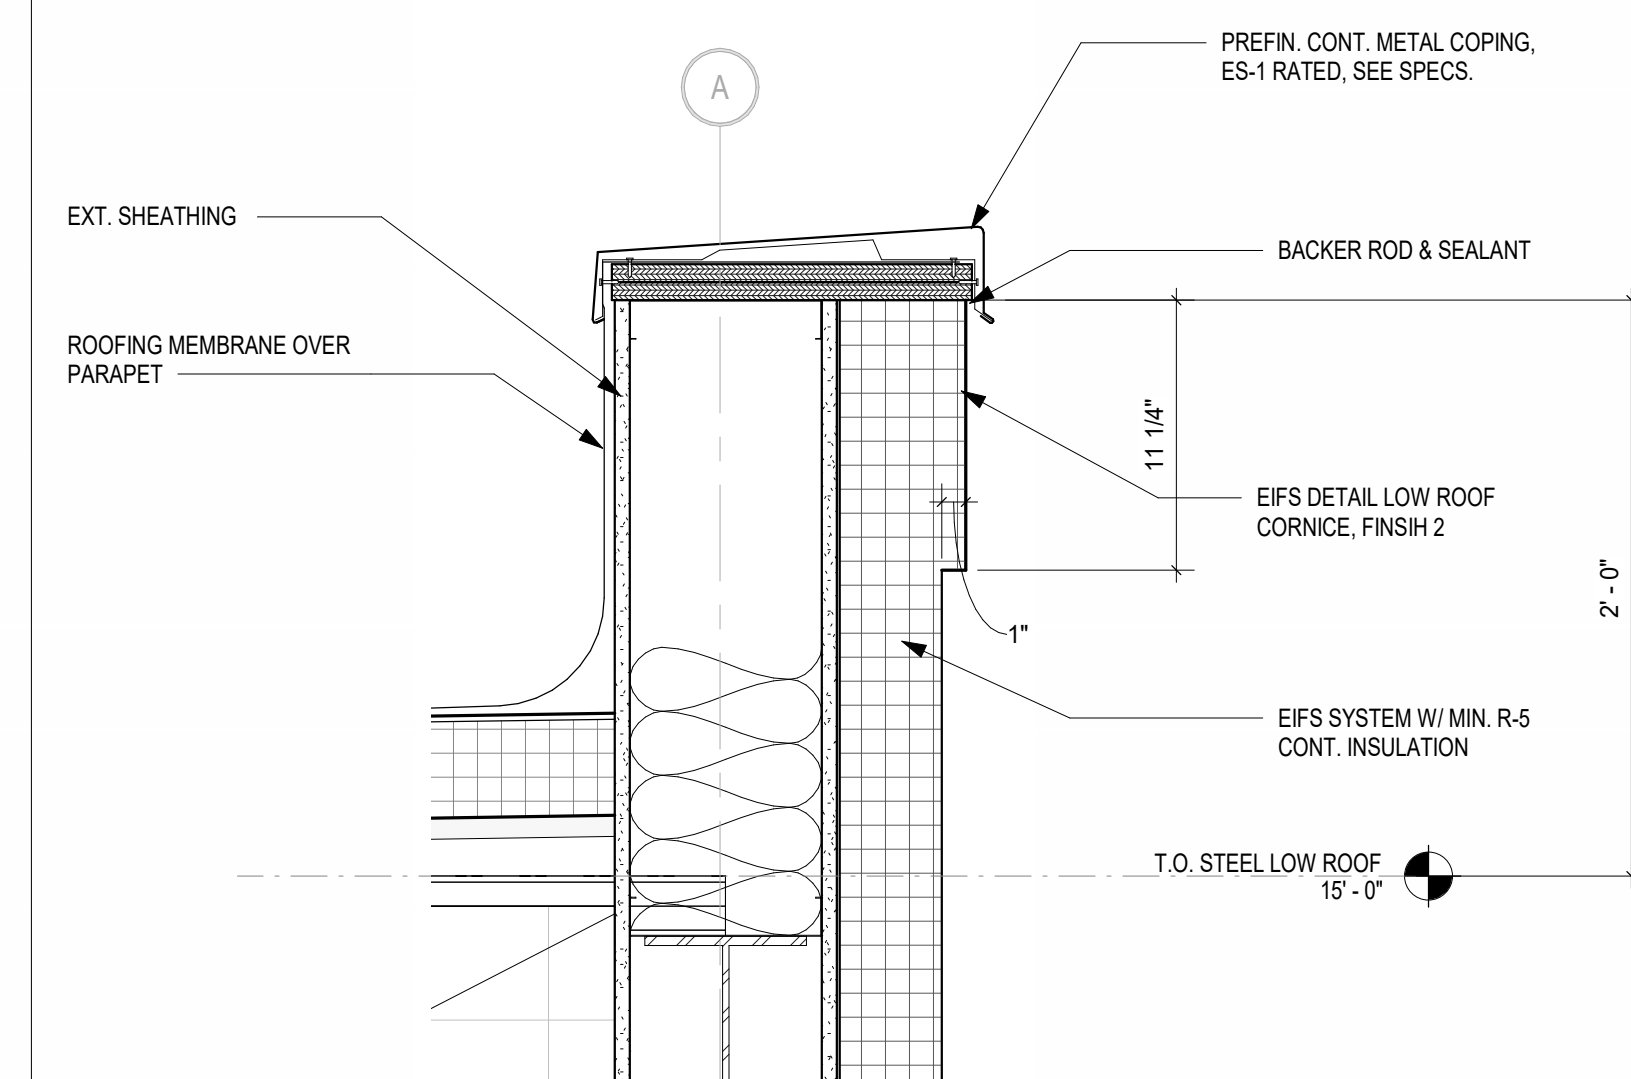 A
PREFIN. CONT. METAL COPING,
ES-1 RATED, SEE SPECS.
EXT. SHEATHING
BACKER ROD & SEALANT
ROOFING MEMBRANE OVER
PARAPET
11 1/4"
EIFS DETAIL LOW ROOF
CORNICE, FINSIH 2
2' - 0"
1"
EIFS SYSTEM W/ MIN. R-5
CONT. INSULATION
T.O. STEEL LOW ROOF
15' - 0"